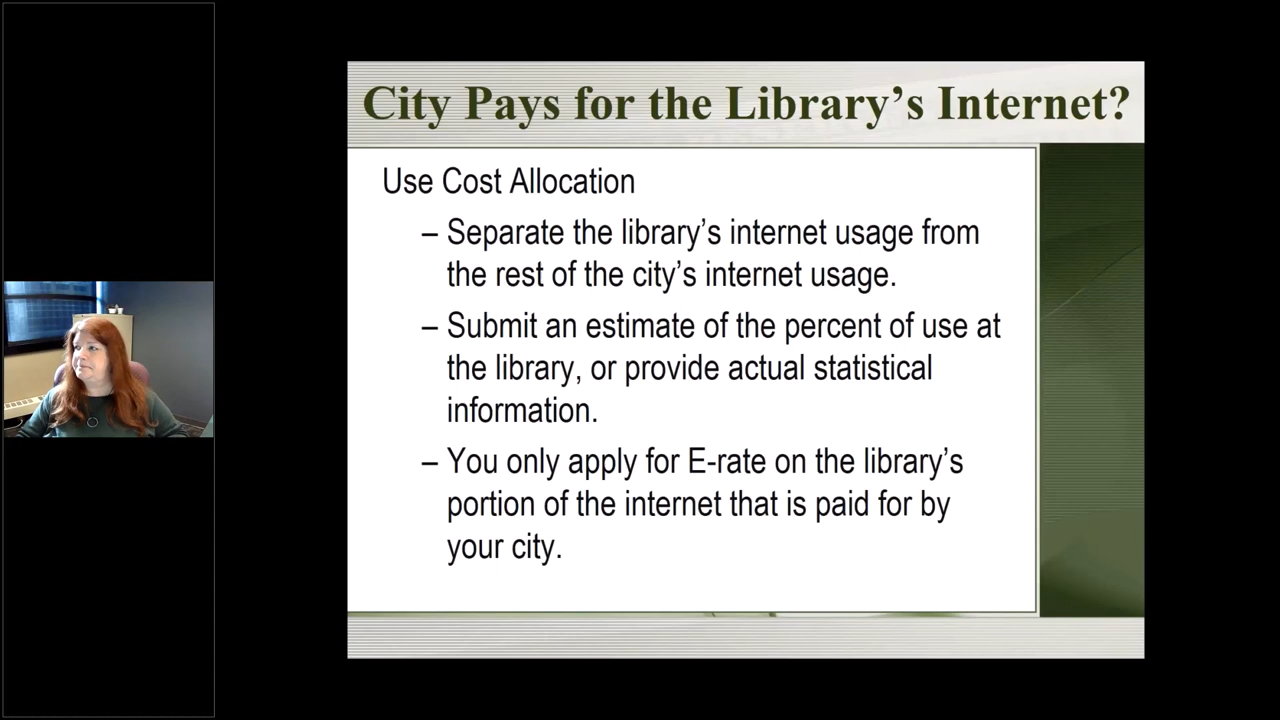 City Pays for the Library’s Internet?
Use Cost Allocation
– Separate the library’s internet usage from
the rest of the city’s internet usage.
– Submit an estimate of the percent of use at
the library, or provide actual statistical
information.
– You only apply for E-rate on the library’s
portion of the internet that is paid for by
your city.